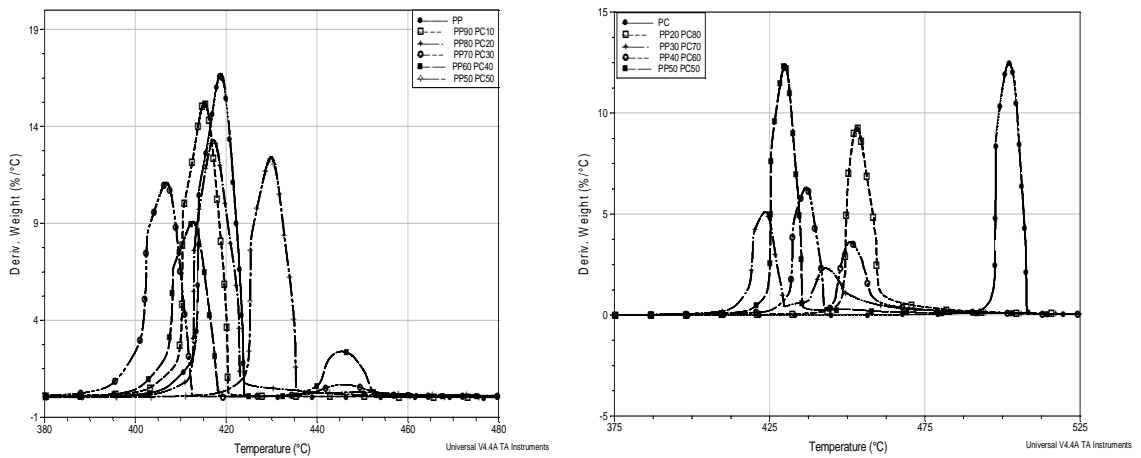 19
14
9
4
-1
Deriv. Weight (%/°C)
380
400
420
440
460
480
Temperature (°C)
Universal V4.4A TA Instruments
PP
PP90 PC10
PP80 PC20
PP70 PC30
PP60 PC40
PP50 PC50
15
10
5
0
-5
Deriv. Weight (%/°C)
375
425
475
525
Temperature (°C)
Universal V4.4A TA Instruments
PC
PP20 PC80
PP30 PC70
PP40 PC60
PP50 PC50